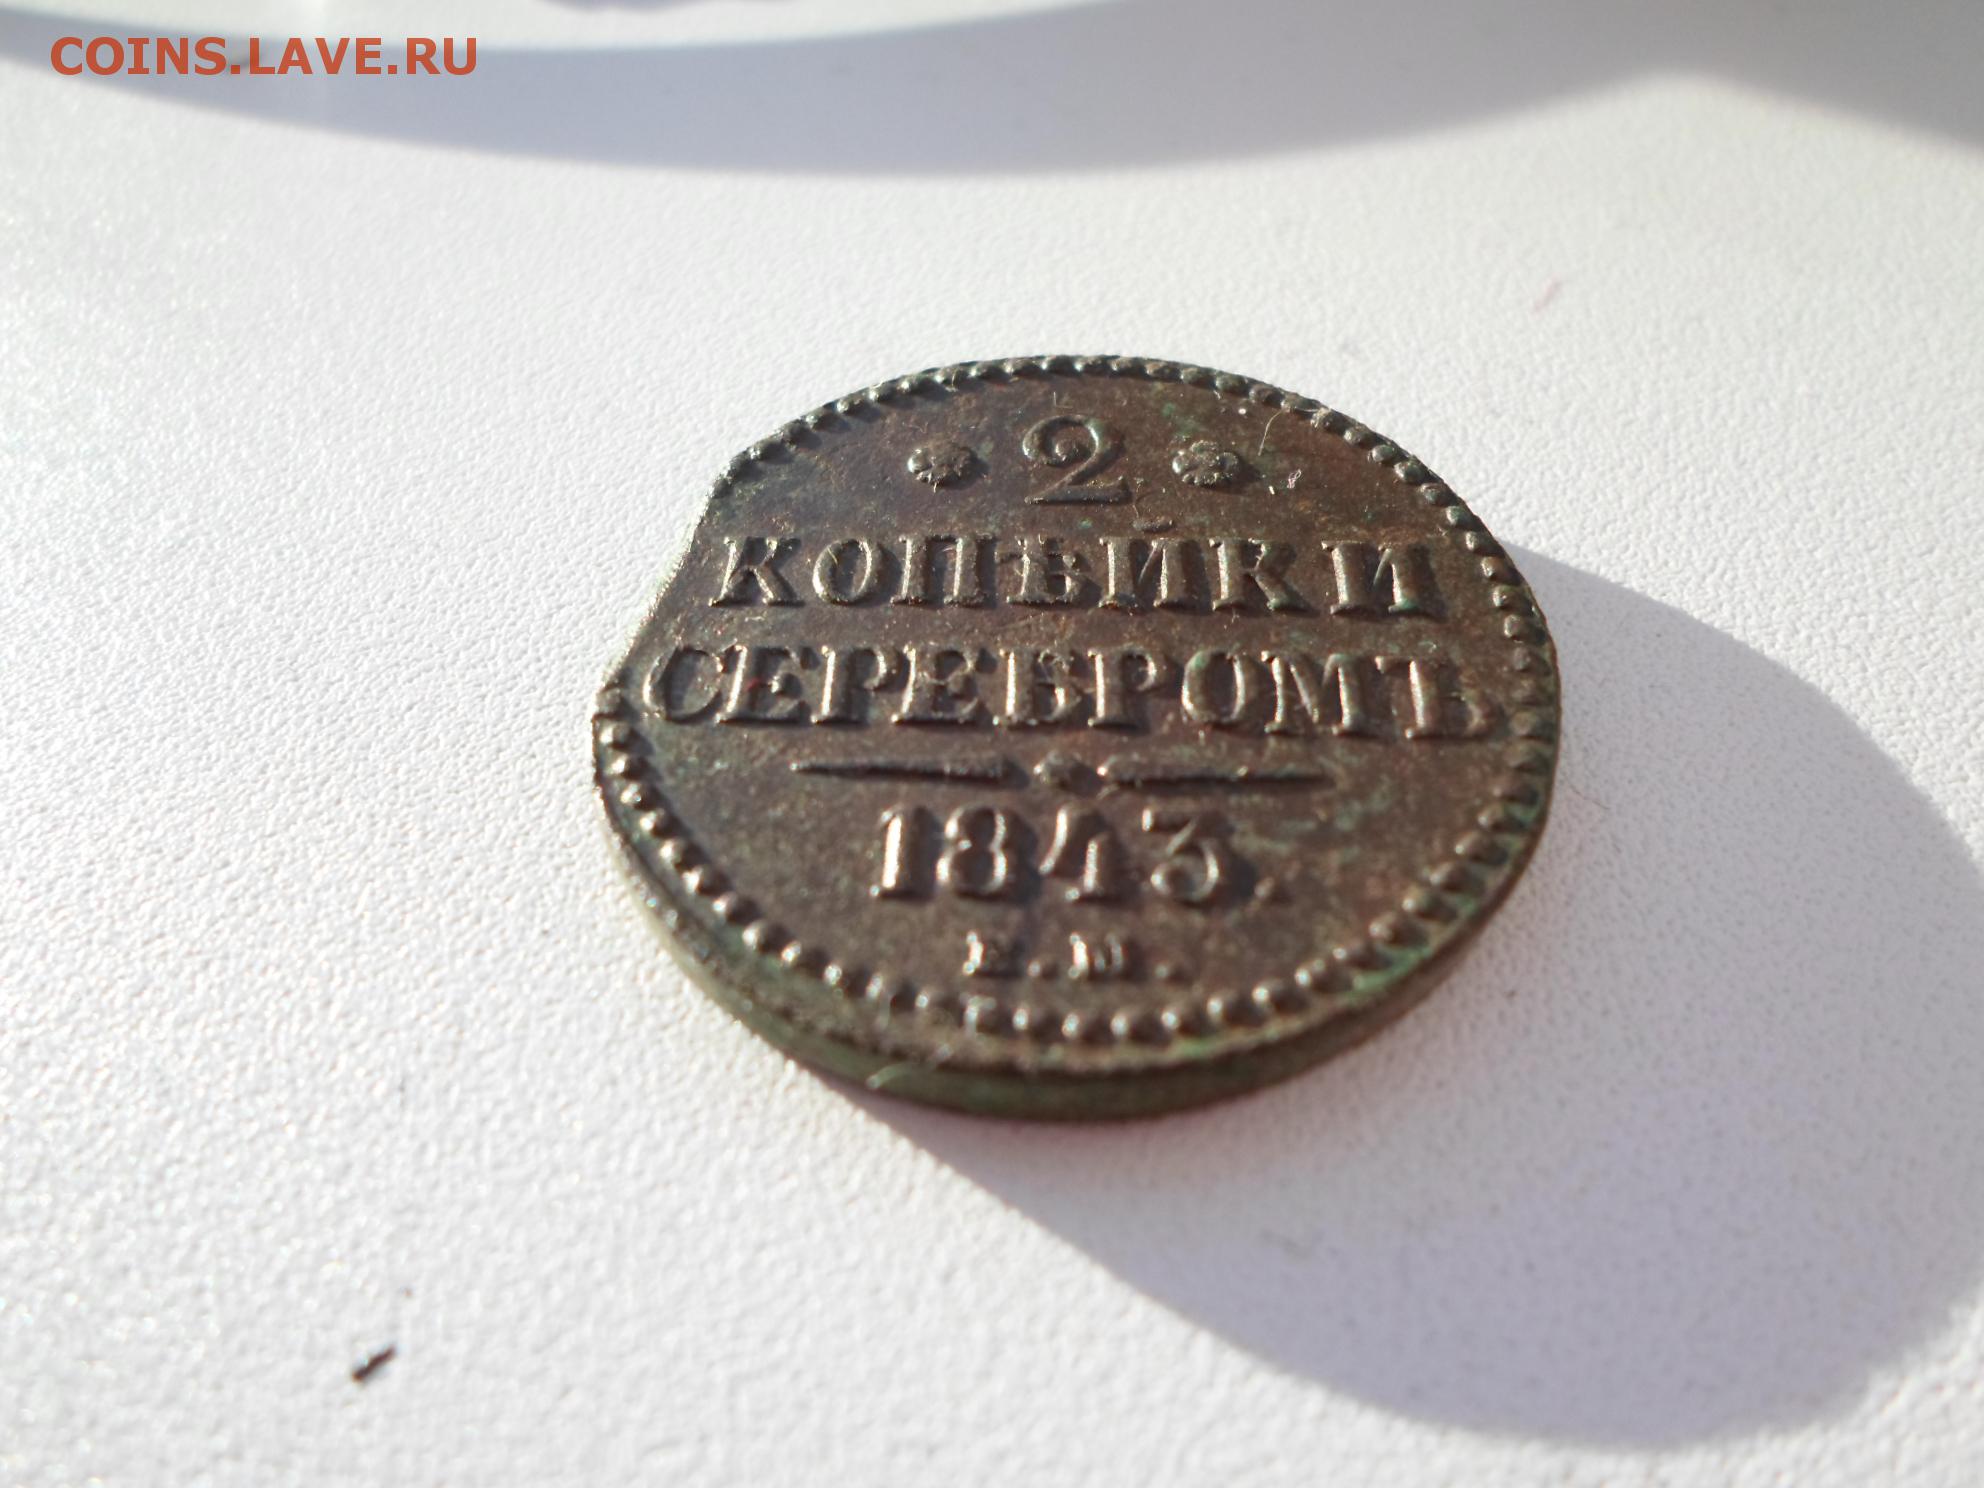 COINS.LAVE.RU
2
КОПѢЙКИ
СЕРЕБРОМЪ
1843.
Е.М.